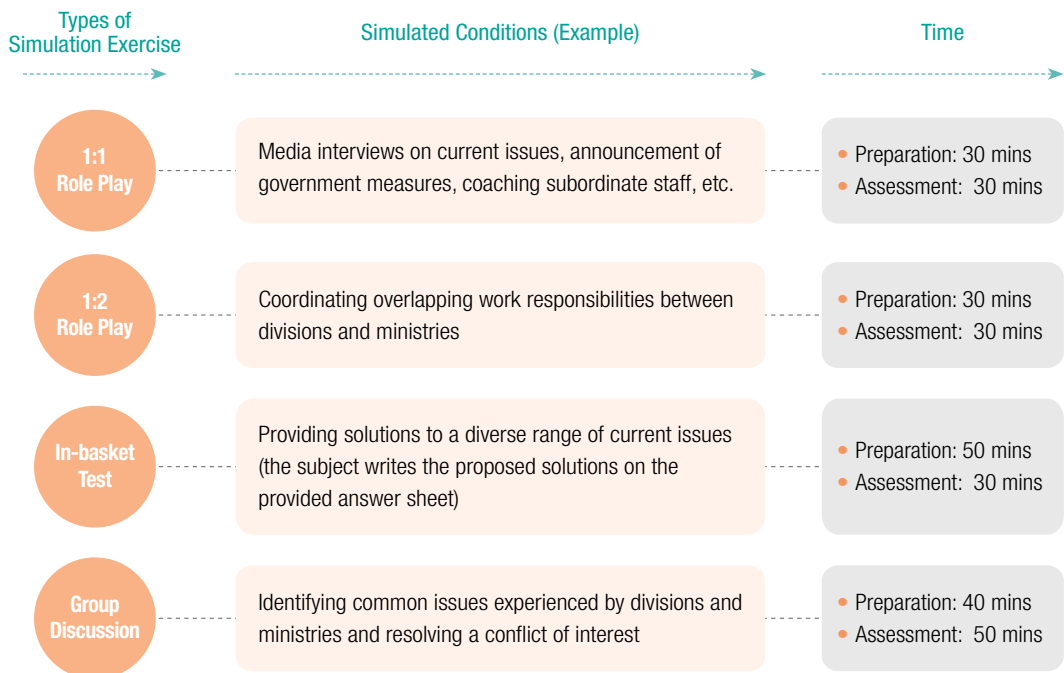 Types of
Simulation Exercise
Simulated Conditions (Example)
Time
1:1
Role Play
Media interviews on current issues, announcement of
government measures, coaching subordinate staff, etc.
• Preparation: 30 mins
• Assessment: 30 mins
1:2
Role Play
Coordinating overlapping work responsibilities between
divisions and ministries
• Preparation: 30 mins
• Assessment: 30 mins
In-basket
Test
Providing solutions to a diverse range of current issues
(the subject writes the proposed solutions on the
provided answer sheet)
• Preparation: 50 mins
• Assessment: 30 mins
Group
Discussion
Identifying common issues experienced by divisions and
ministries and resolving a conflict of interest
• Preparation: 40 mins
• Assessment: 50 mins